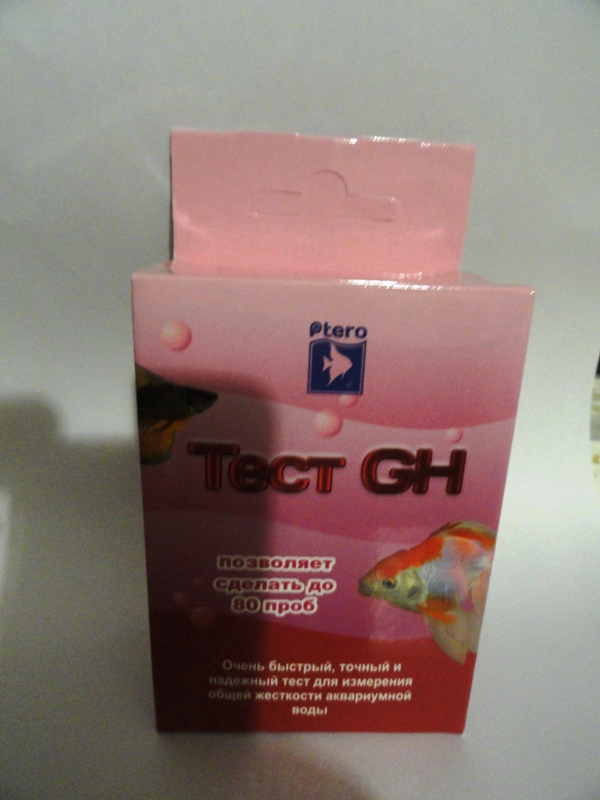 Ptero
Тест GH
позволяет
сделать до
80 проб
Очень быстрый, точный и
надежный тест для измерения
общей жесткости аквариумной
воды